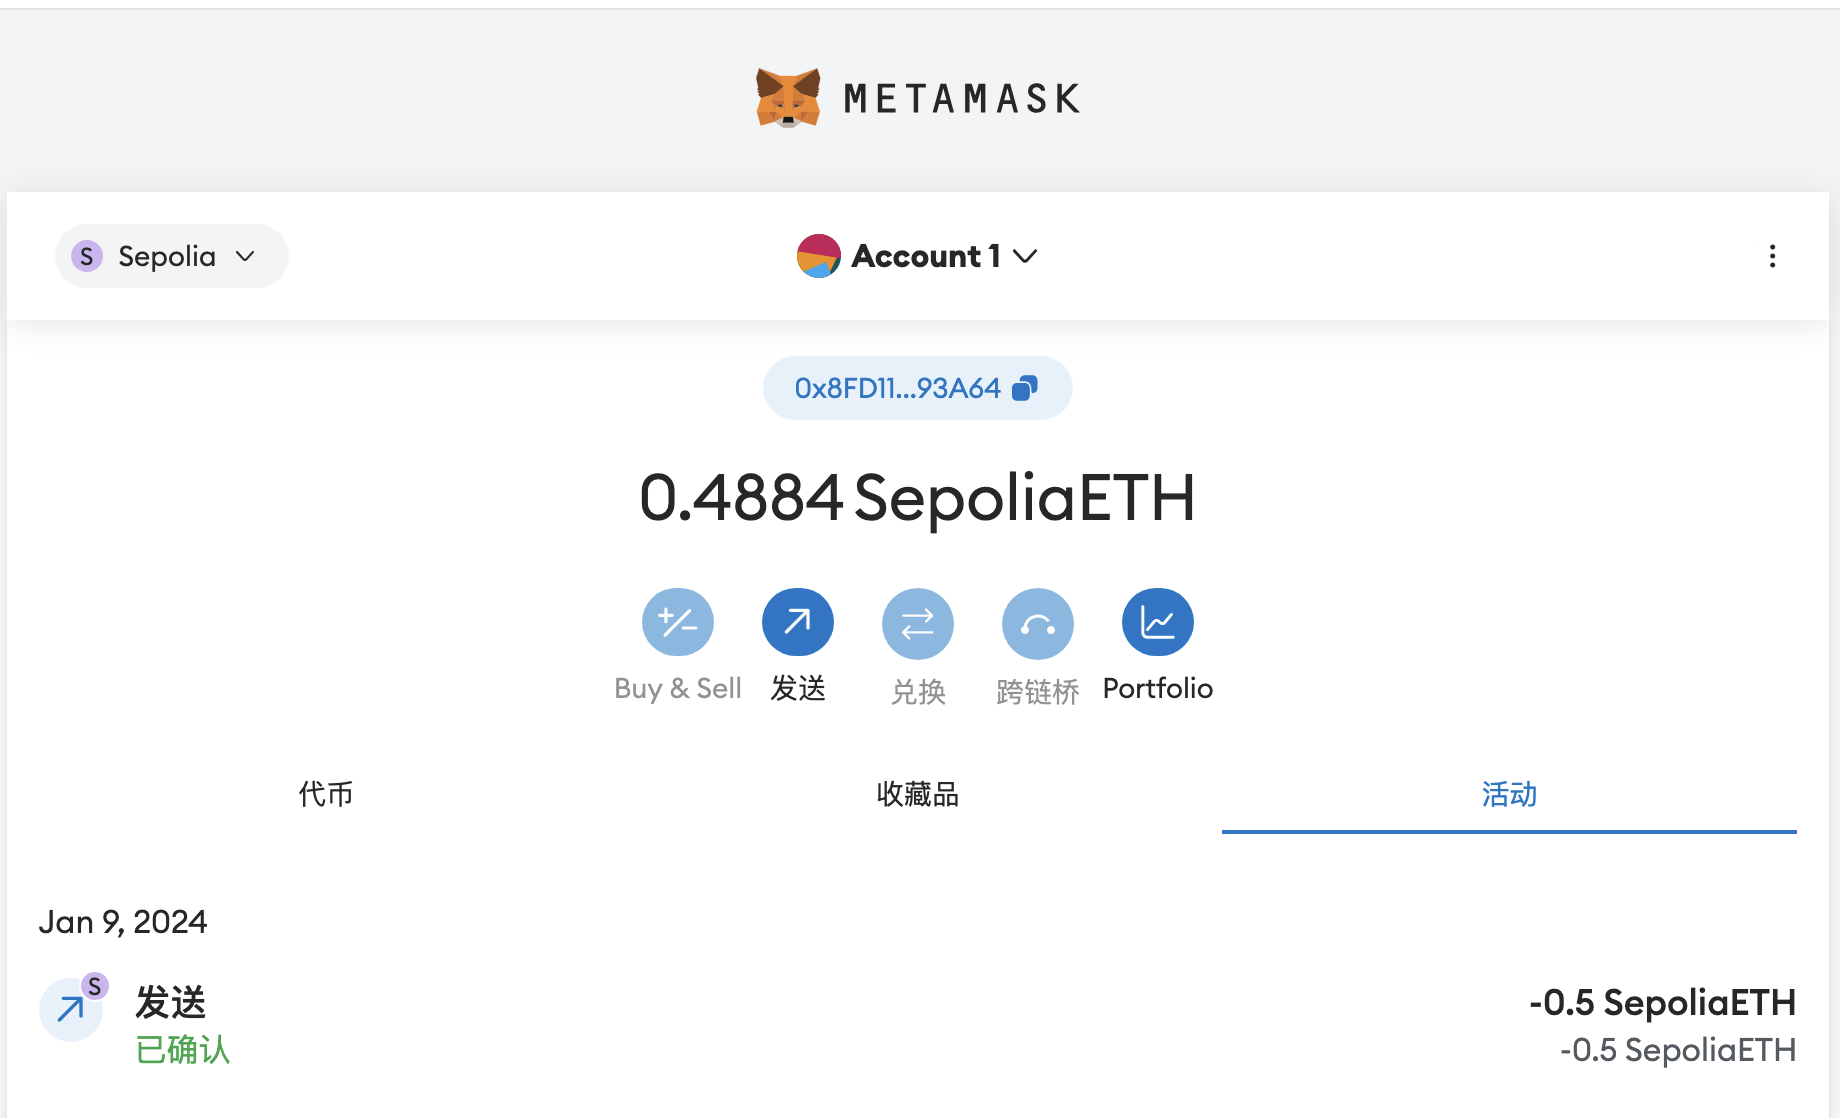 METAMASK
S Sepolia
Account 1
0x8FD11...93A64
0.4884 SepoliaETH
Buy & Sell 发送 兑换 跨链桥 Portfolio
代币 收藏品 活动
Jan 9, 2024
S
发送 -0.5 SepoliaETH
已确认 -0.5 SepoliaETH